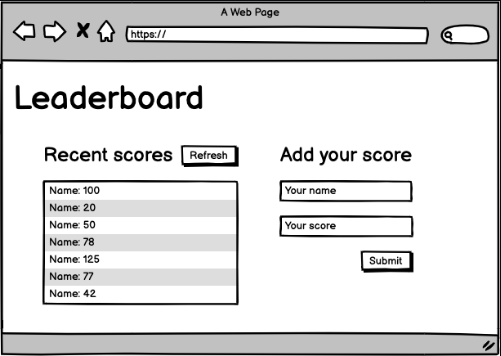 A Web Page
https://
Leaderboard
Recent scores
Refresh
Name: 100
Name: 20
Name: 50
Name: 78
Name: 125
Name: 77
Name: 42
Add your score
Your name
Your score
Submit